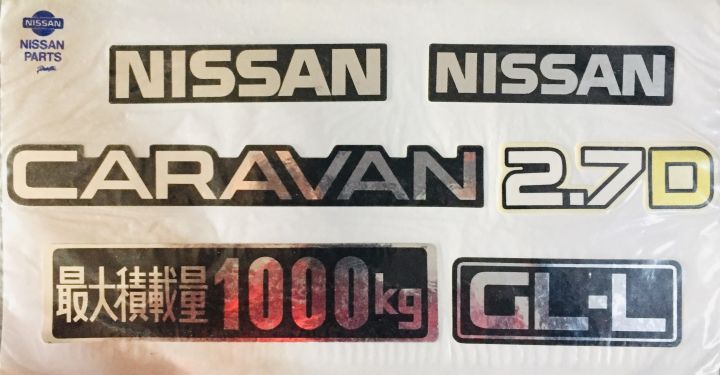 NISSAN
NISSAN
PARTS
NISSAN NISSAN
CARAVAN 2.7D
最大積載量1000kg GL-L